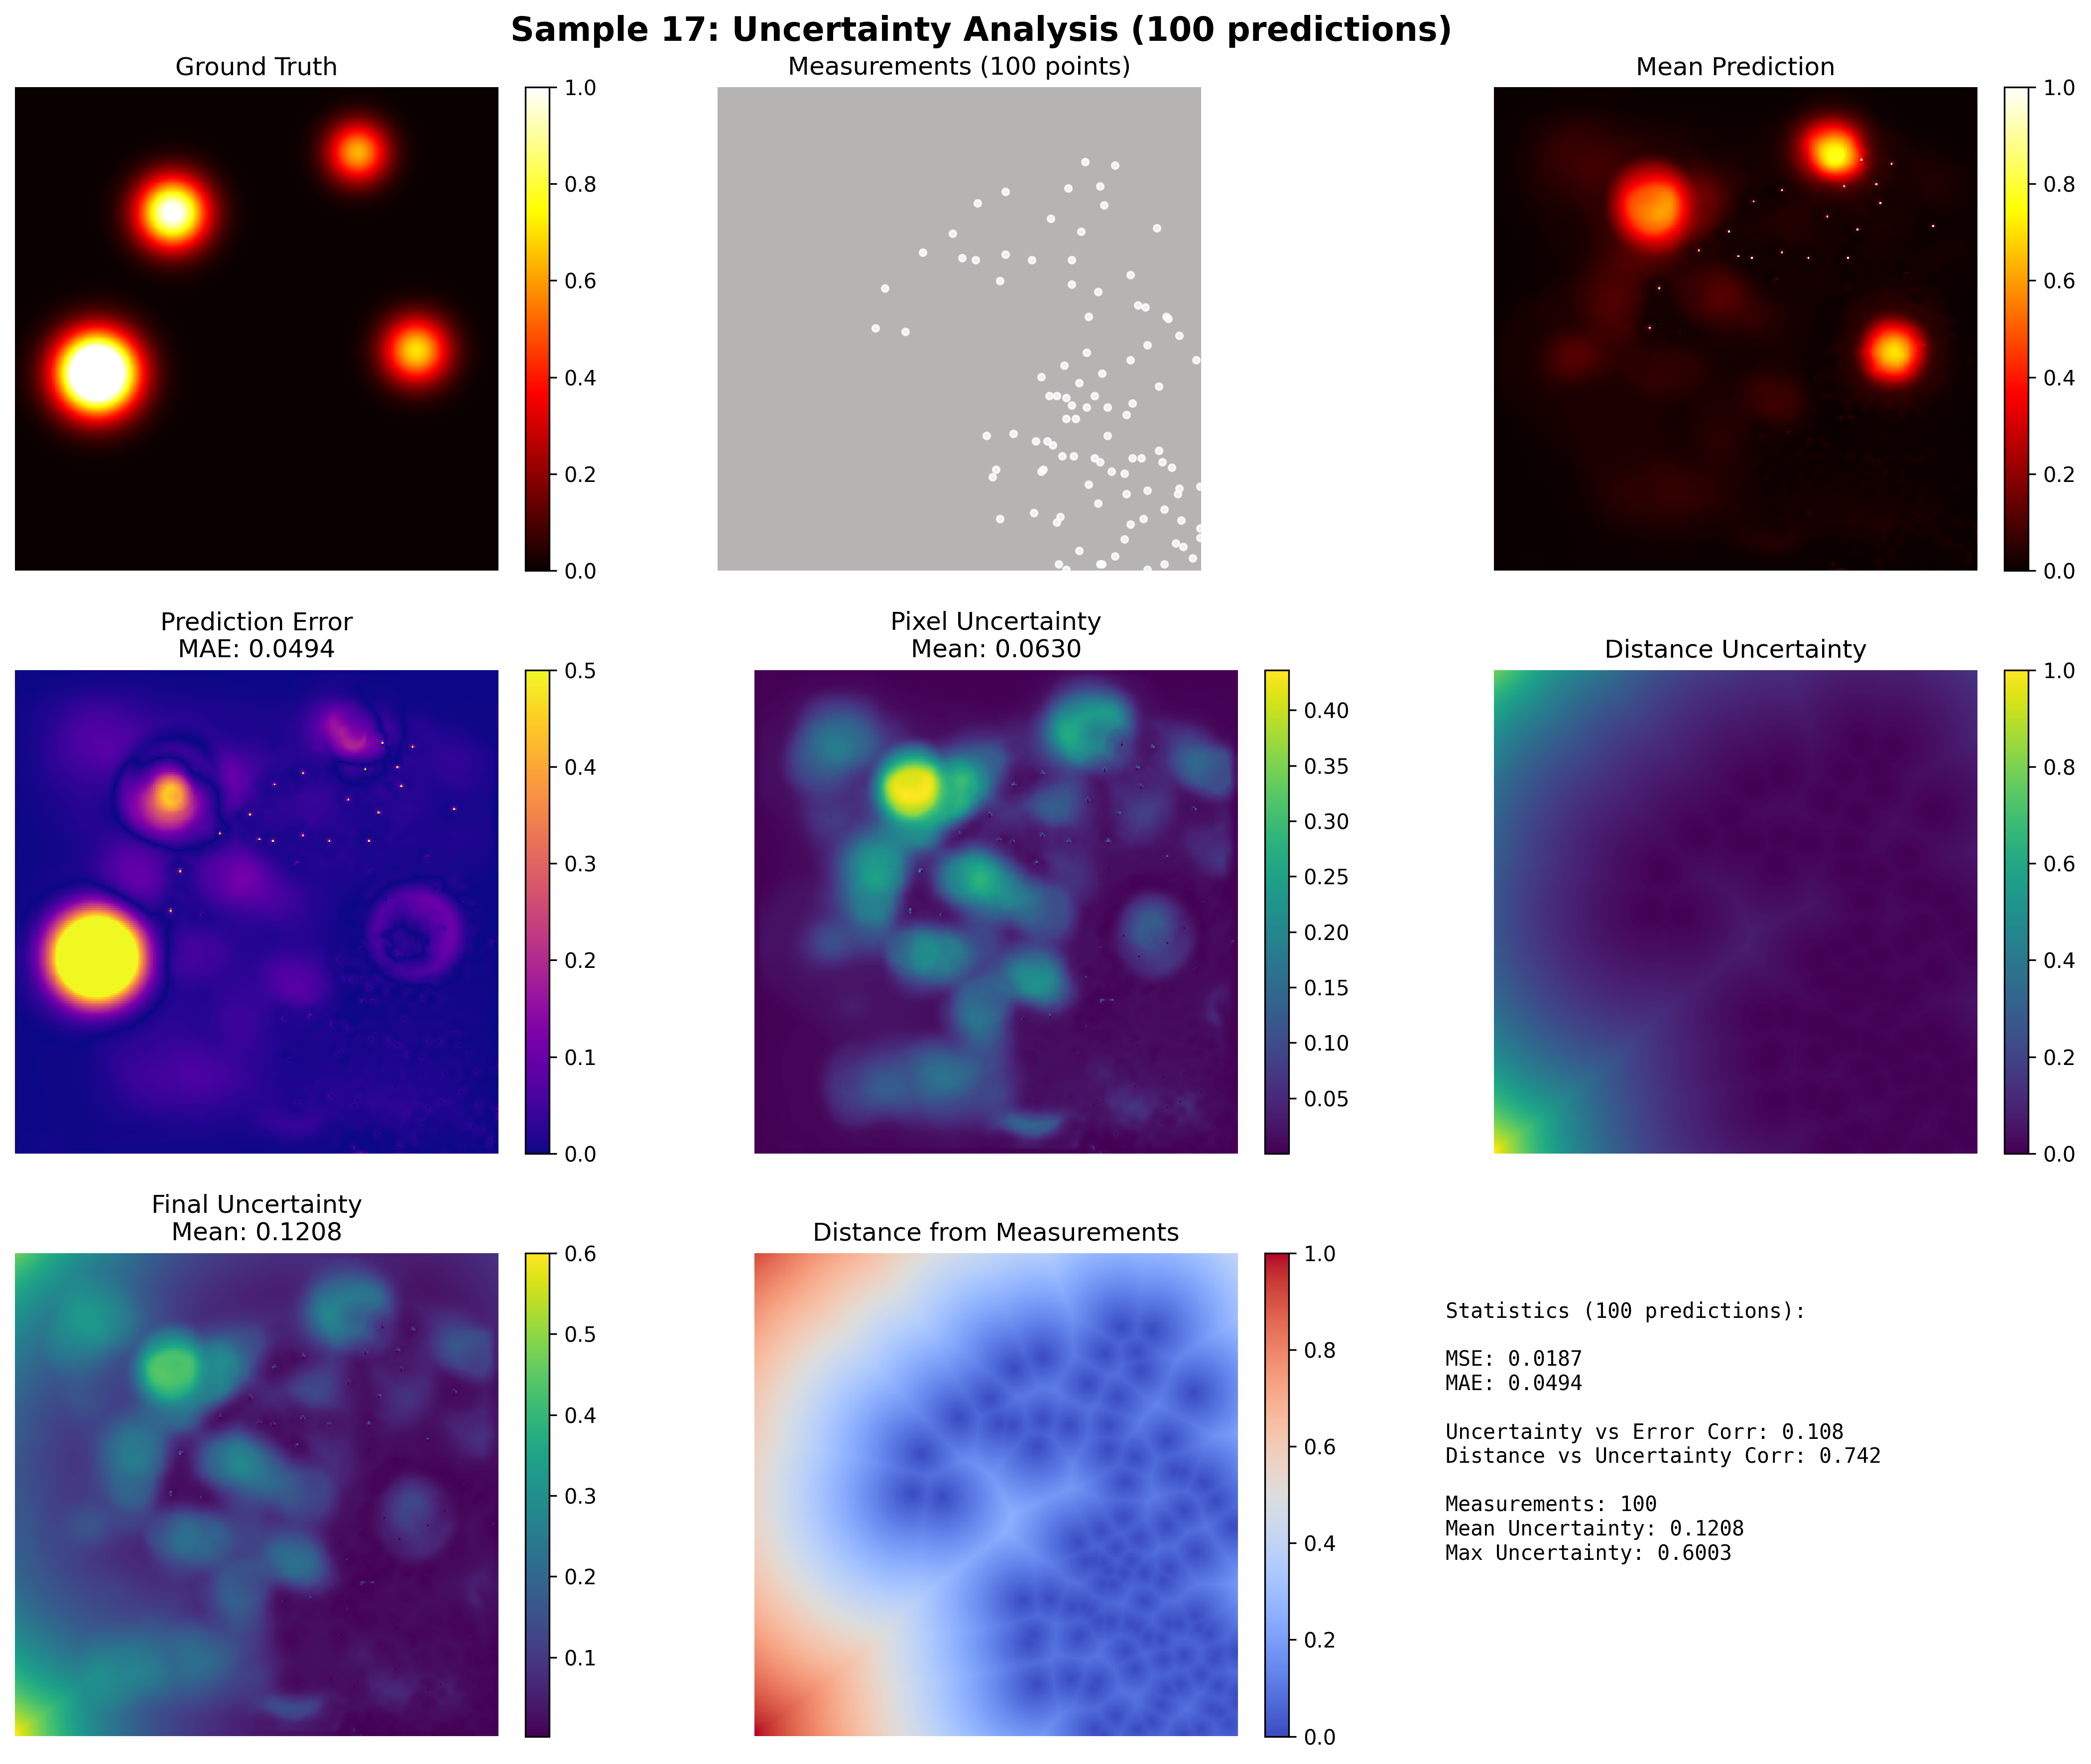 Sample 17: Uncertainty Analysis (100 predictions)
Ground Truth
1.0
0.8
0.6
0.4
0.2
0.0
Measurements (100 points)
Mean Prediction
1.0
0.8
0.6
0.4
0.2
0.0
Prediction Error
MAE: 0.0494
0.5
0.4
0.3
0.2
0.1
0.0
Pixel Uncertainty
Mean: 0.0630
0.40
0.35
0.30
0.25
0.20
0.15
0.10
0.05
Distance Uncertainty
1.0
0.8
0.6
0.4
0.2
0.0
Final Uncertainty
Mean: 0.1208
0.6
0.5
0.4
0.3
0.2
0.1
Distance from Measurements
1.0
0.8
0.6
0.4
0.2
0.0
Statistics (100 predictions):
MSE: 0.0187
MAE: 0.0494
Uncertainty vs Error Corr: 0.108
Distance vs Uncertainty Corr: 0.742
Measurements: 100
Mean Uncertainty: 0.1208
Max Uncertainty: 0.6003